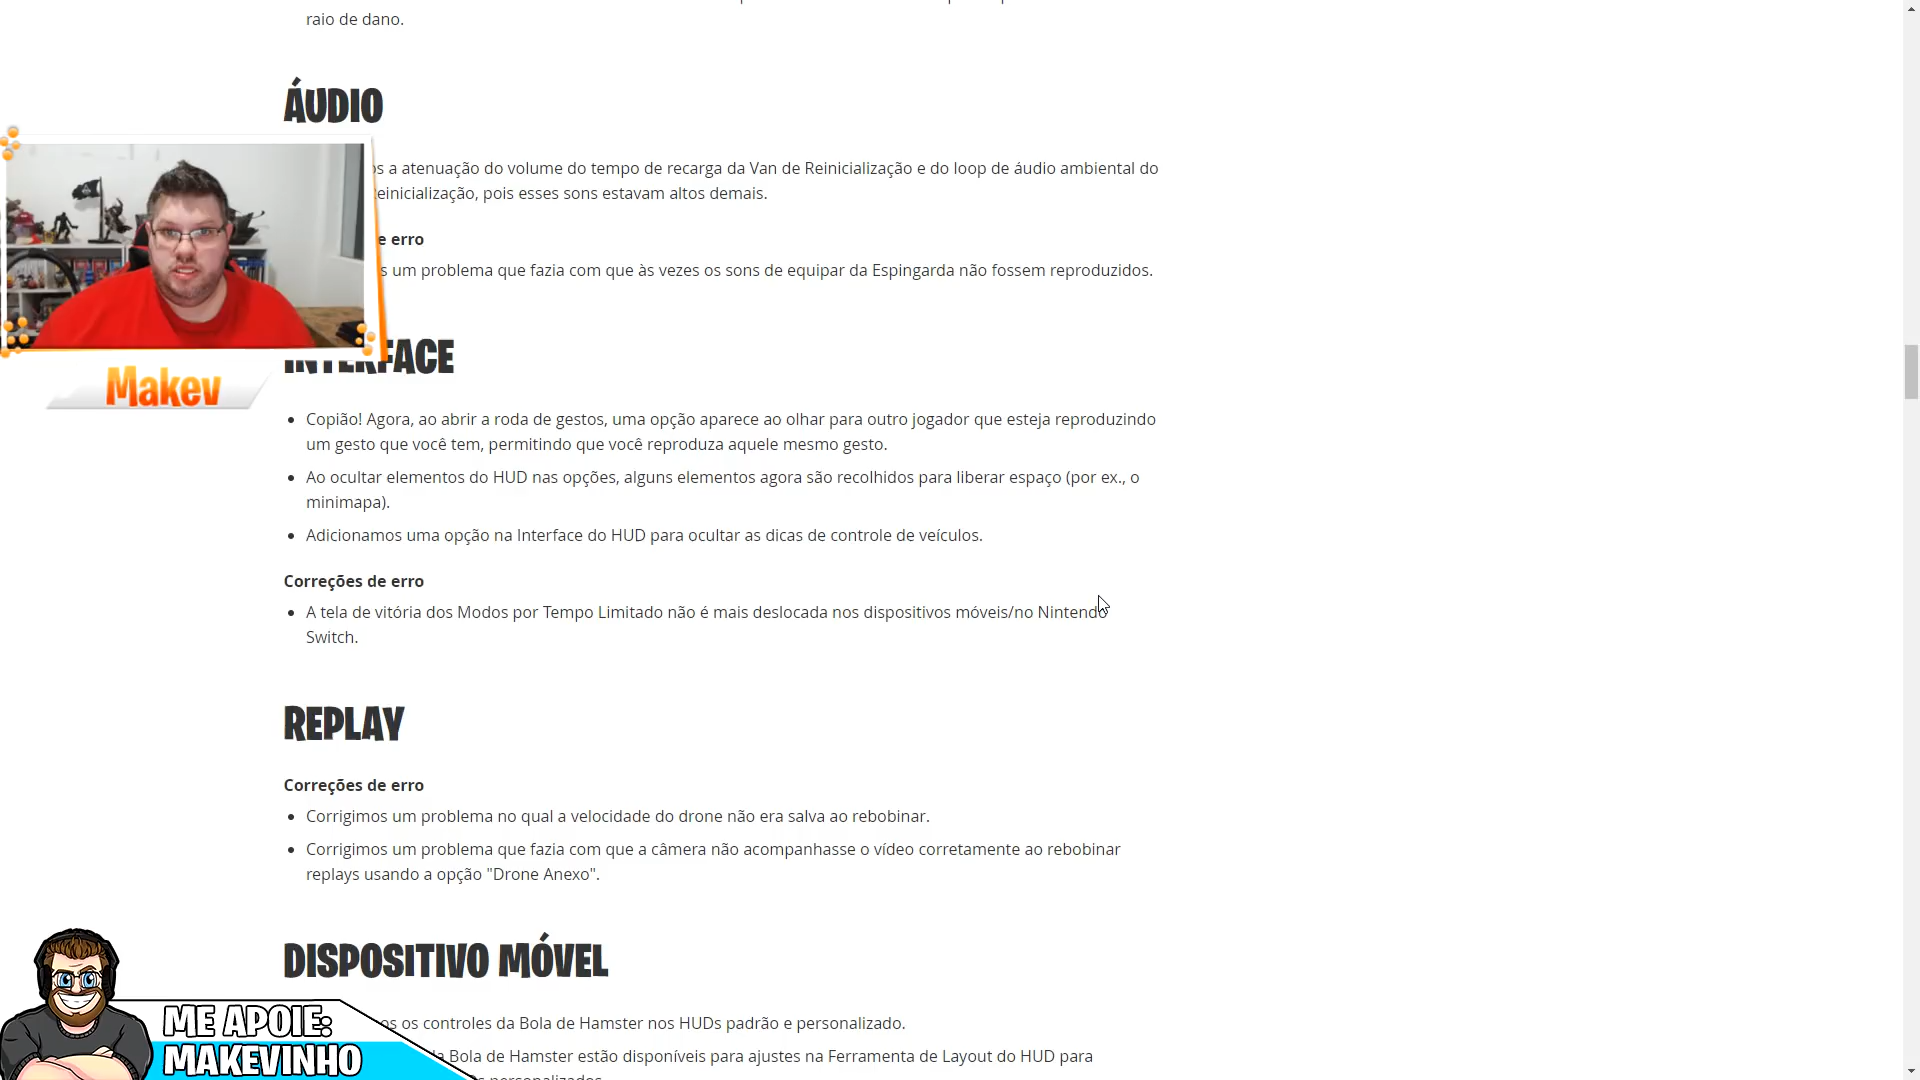 raio de dano.
ÁUDIO
a atenuação do volume do tempo de recarga da Van de Reinicialização e do loop de áudio ambiental do
einicialização, pois esses sons estavam altos demais.
e erro
um problema que fazia com que às vezes os sons de equipar da Espingarda não fossem reproduzidos.
INTERFACE
Makev
• Copião! Agora, ao abrir a roda de gestos, uma opção aparece ao olhar para outro jogador que esteja reproduzindo
um gesto que você tem, permitindo que você reproduza aquele mesmo gesto.
• Ao ocultar elementos do HUD nas opções, alguns elementos agora são recolhidos para liberar espaço (por ex., o
minimapa).
• Adicionamos uma opção na Interface do HUD para ocultar as dicas de controle de veículos.
Correções de erro
• A tela de vitória dos Modos por Tempo Limitado não é mais deslocada nos dispositivos móveis/no Nintendo
Switch.
REPLAY
Correções de erro
• Corrigimos um problema no qual a velocidade do drone não era salva ao rebobinar.
• Corrigimos um problema que fazia com que a câmera não acompanhasse o vídeo corretamente ao rebobinar
replays usando a opção "Drone Anexo".
DISPOSITIVO MÓVEL
os controles da Bola de Hamster nos HUDs padrão e personalizado.
Bola de Hamster estão disponíveis para ajustes na Ferramenta de Layout do HUD para
ME APOIE:
MAKEVINHO